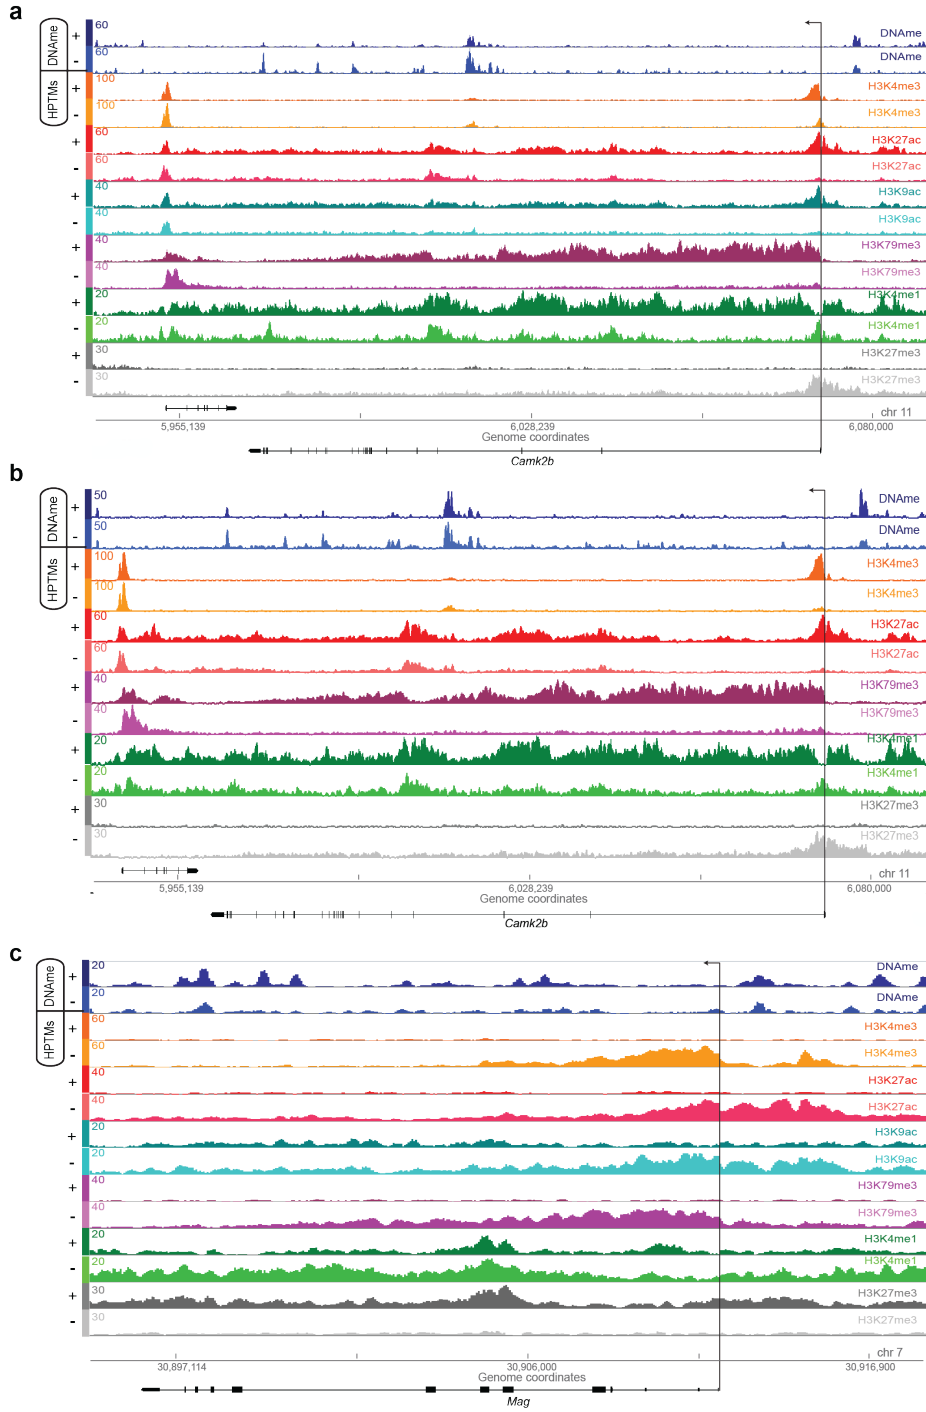 a
DNAme
HPTMs
+ 60 DNAme
- 60 DNAme
+ 100 H3K4me3
- 100 H3K4me3
+ 60 H3K27ac
- 60 H3K27ac
+ 40 H3K9ac
- 40 H3K9ac
+ 40 H3K79me3
- 40 H3K79me3
+ 20 H3K4me1
- 20 H3K4me1
+ 30 H3K27me3
- 30 H3K27me3
chr 11
5,955,139 6,028,239 6,080,000
Genome coordinates
Camk2b
b
DNAme
HPTMs
+ 50 DNAme
- 50 DNAme
+ 100 H3K4me3
- 100 H3K4me3
+ 60 H3K27ac
- 60 H3K27ac
+ 40 H3K79me3
- 40 H3K79me3
+ 20 H3K4me1
- 20 H3K4me1
+ 30 H3K27me3
- 30 H3K27me3
chr 11
5,955,139 6,028,239 6,080,000
Genome coordinates
-
Camk2b
c
DNAme
HPTMs
+ 20 DNAme
- 20 DNAme
+ 60 H3K4me3
- 60 H3K4me3
+ 40 H3K27ac
- 40 H3K27ac
+ 20 H3K9ac
- 20 H3K9ac
+ 40 H3K79me3
- 40 H3K79me3
+ 20 H3K4me1
- 20 H3K4me1
+ 30 H3K27me3
- 30 H3K27me3
chr 7
30,897,114 30,906,000 30,916,900
Genome coordinates
Mag